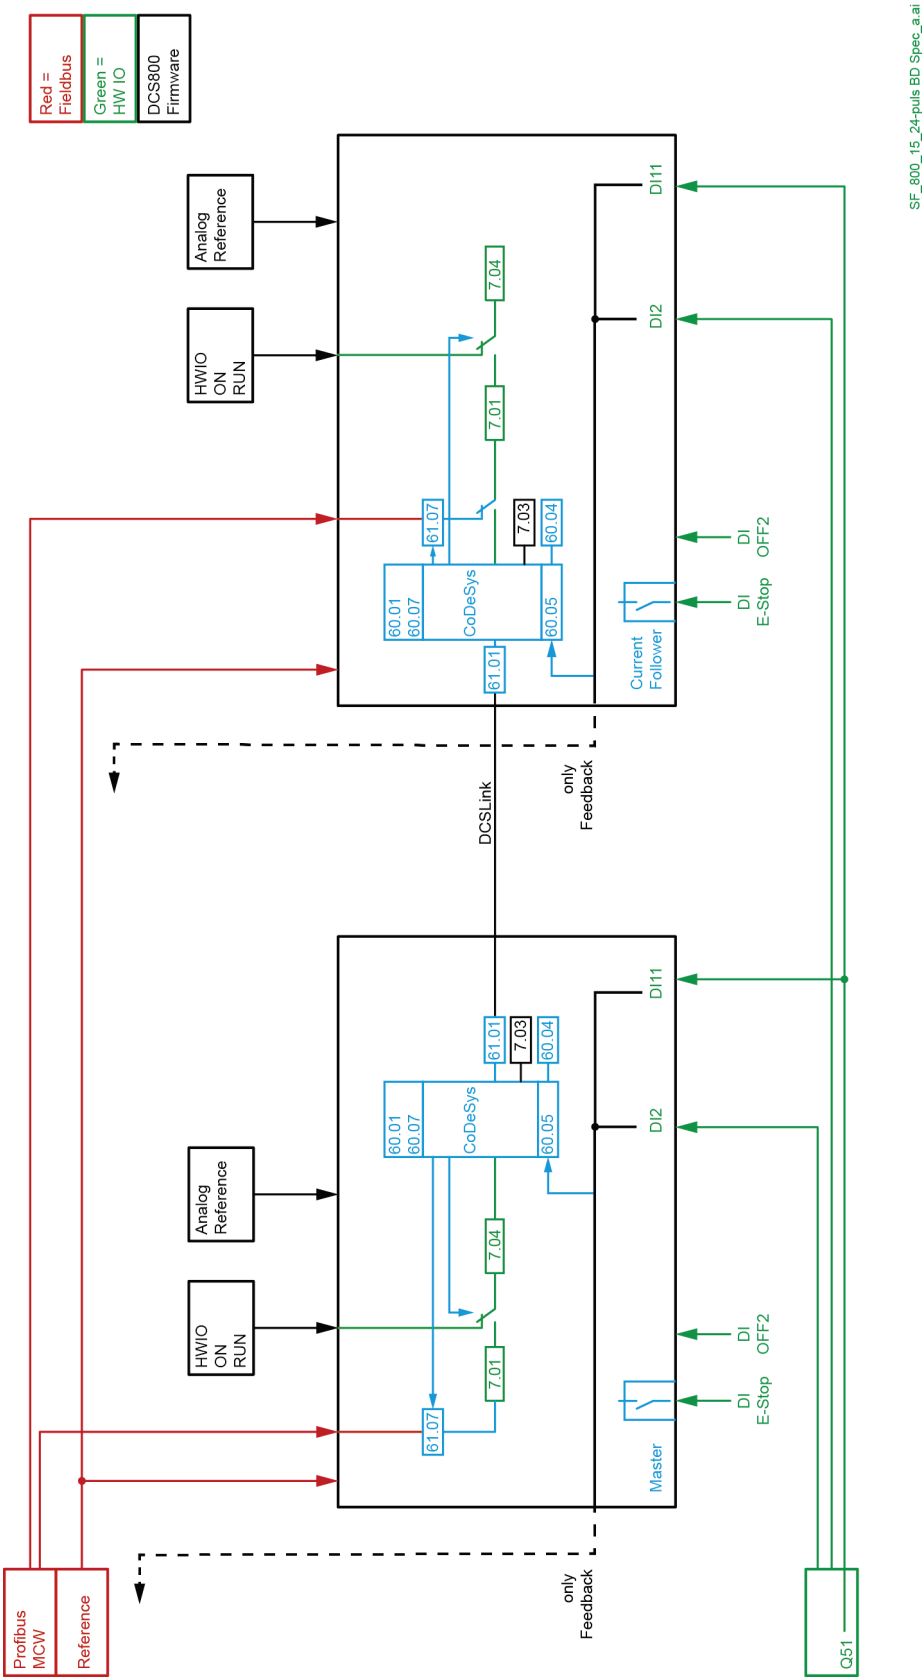 Profibus
MCW
Reference
HWIO
ON
RUN
Analog
Reference
HWIO
ON
RUN
Analog
Reference
Red =
Fieldbus
Green =
HW IO
DCS800
Firmware
61.07
7.01
7.04
60.01
60.07
CoDeSys
60.05
61.01
7.03
60.04
DI2
DI11
Master
DI
E-Stop
DI
OFF2
only
Feedback
DCSLink
only
Feedback
61.01
60.01
60.07
CoDeSys
60.05
61.07
7.03
60.04
7.01
7.04
DI2
DI11
Current
Follower
DI
E-Stop
DI
OFF2
Q51
SF_800_15_24-puls BD Spec_a.ai